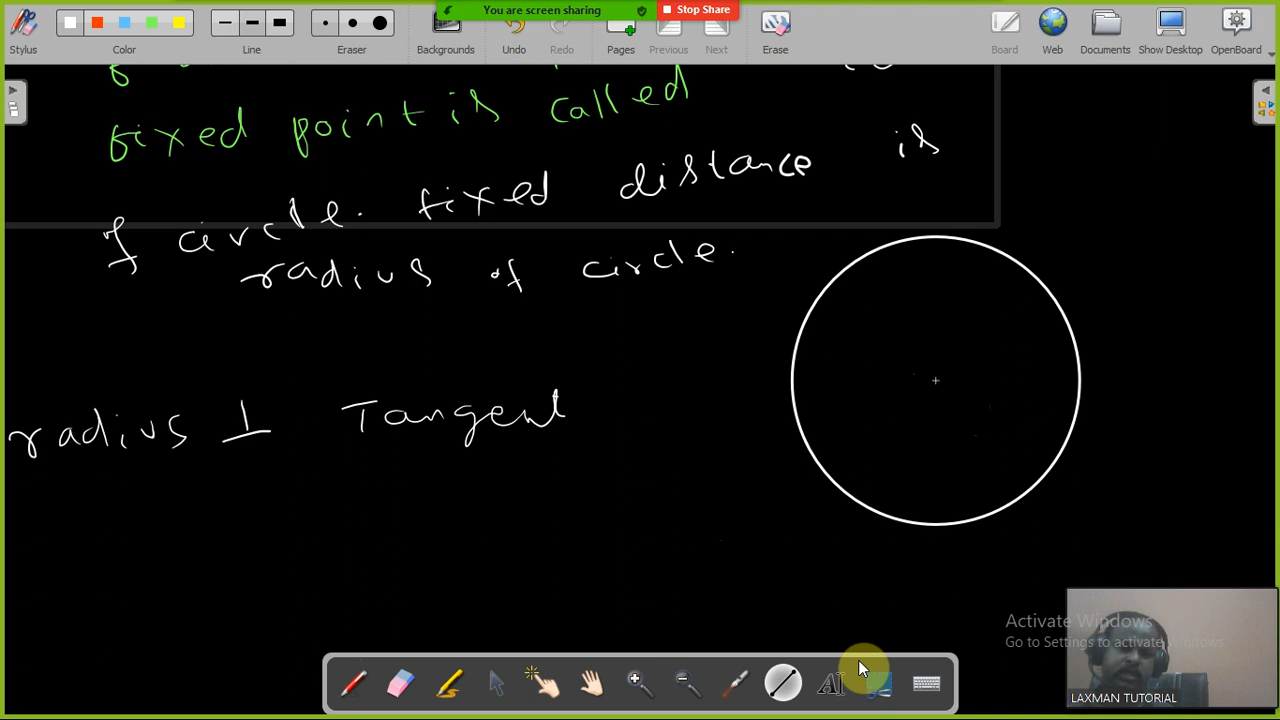 You are screen sharing
Stop Share
Stylus
Color
Line
Eraser
Backgrounds
Undo
Redo
Pages
Previous
Next
Erase
Board
Web
Documents
Show Desktop
OpenBoard
fixed point is called
of circle. fixed distance is
radius of circle.
radius ⊥ Tangent
Activate Windows
Go to Settings to activate Windows.
LAXMAN TUTORIAL